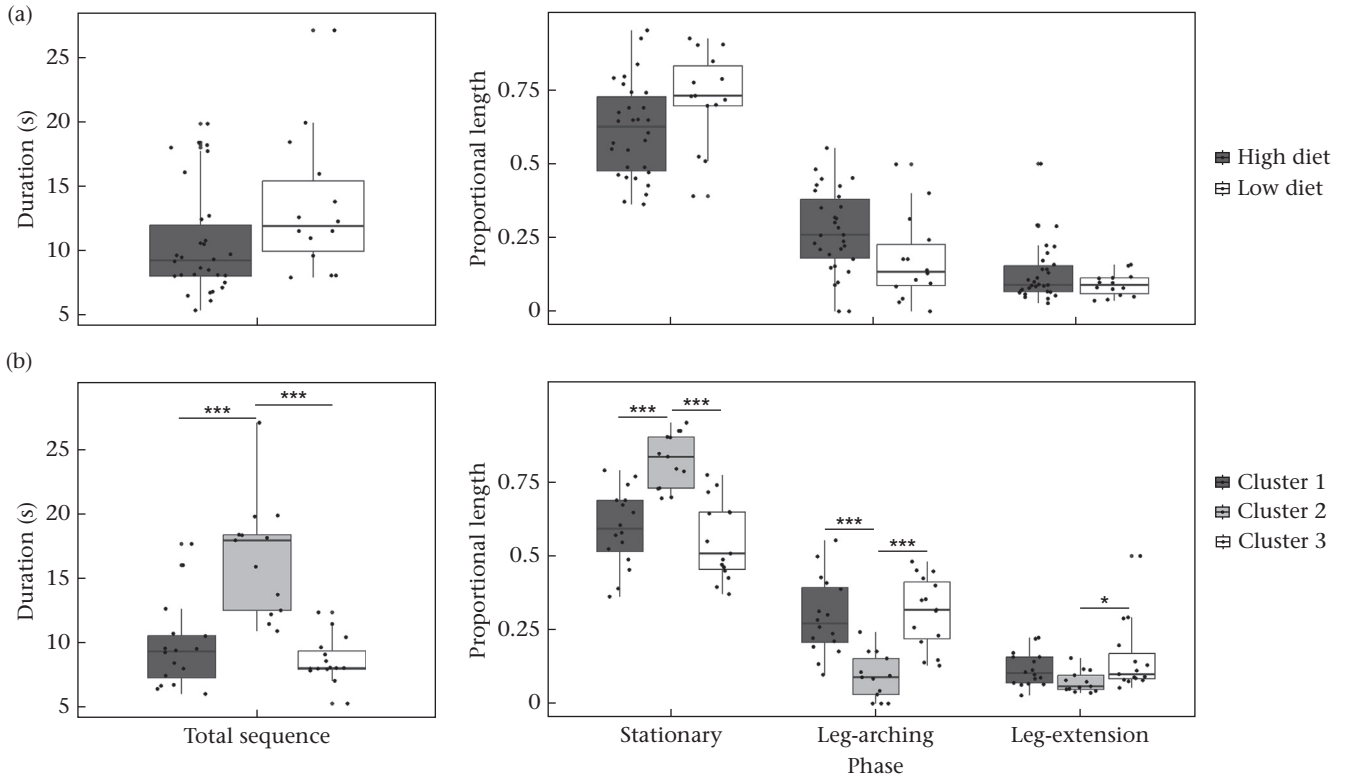 (a)
Duration (s)
25
20
15
10
5
Proportional length
0.75
0.5
0.25
0
High diet
Low diet
(b)
Duration (s)
25
20
15
10
5
***
***
Total sequence
Proportional length
0.75
0.5
0.25
0
***
***
***
***
*
Stationary
Leg-arching
Leg-extension
Phase
Cluster 1
Cluster 2
Cluster 3